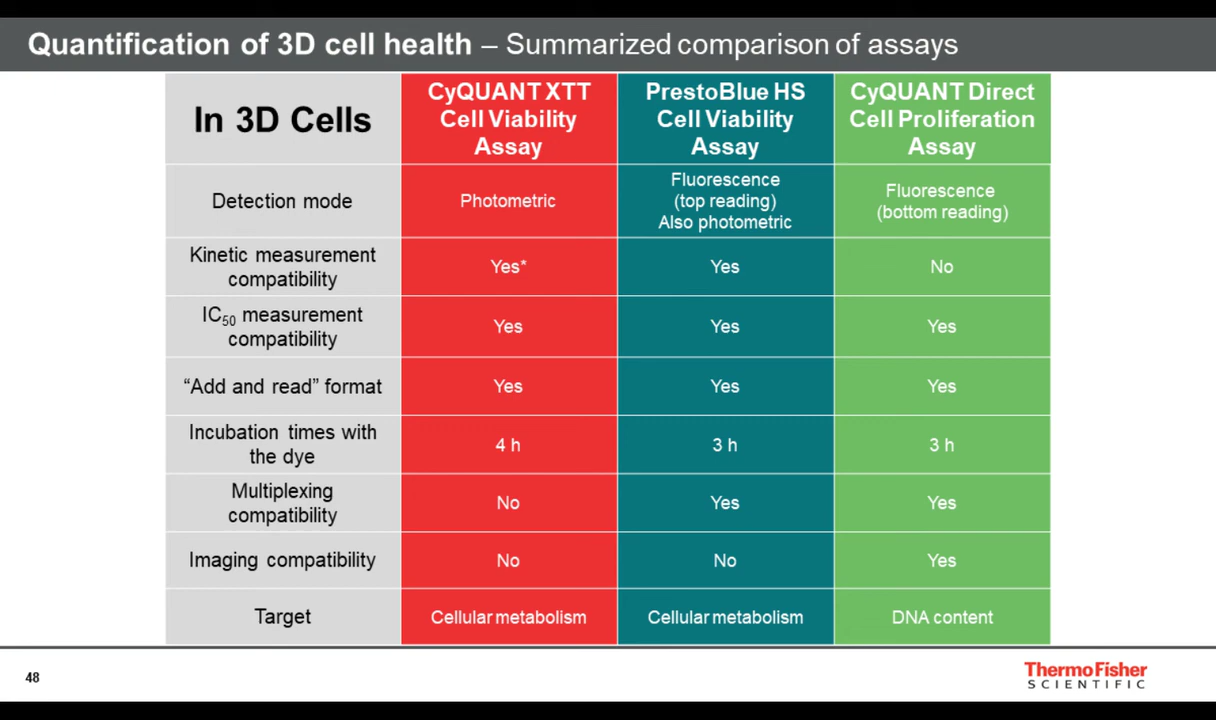 Quantification of 3D cell health – Summarized comparison of assays
In 3D Cells
CyQUANT XTT
Cell Viability
Assay
PrestoBlue HS
Cell Viability
Assay
CyQUANT Direct
Cell Proliferation
Assay
Detection mode
Photometric
Fluorescence
(top reading)
Also photometric
Fluorescence
(bottom reading)
Kinetic measurement
compatibility
Yes*
Yes
No
IC50 measurement
compatibility
Yes
Yes
Yes
“Add and read” format
Yes
Yes
Yes
Incubation times with
the dye
4 h
3 h
3 h
Multiplexing
compatibility
No
Yes
Yes
Imaging compatibility
No
No
Yes
Target
Cellular metabolism
Cellular metabolism
DNA content
48
ThermoFisher
SCIENTIFIC